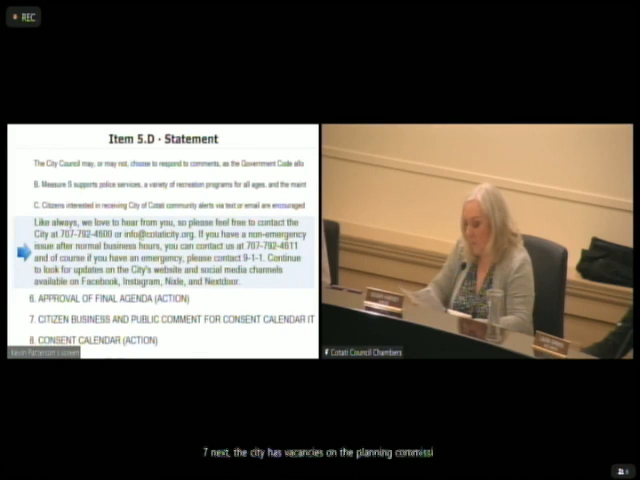 REC
Item 5.D - Statement
The City Council may, or may not, choose to respond to comments, as the Government Code allo
B. Measure S supports police services, a variety of recreation programs for all ages, and the maint
C. Citizens interested in receiving City of Cotati community alerts via text or email are encouraged
Like always, we love to hear from you, so please feel free to contact the
City at 707-792-4600 or info@cotaticity.org. If you have a non-emergency
issue after normal business hours, you can contact us at 707-792-4611
and of course if you have an emergency, please contact 9-1-1. Continue
to look for updates on the City's website and social media channels
available on Facebook, Instagram, Nixle, and Nextdoor.
6. APPROVAL OF FINAL AGENDA (ACTION)
7. CITIZEN BUSINESS AND PUBLIC COMMENT FOR CONSENT CALENDAR IT
8. CONSENT CALENDAR (ACTION)
Cotati Council Chambers
7 next, the city has vacancies on the planning commissi